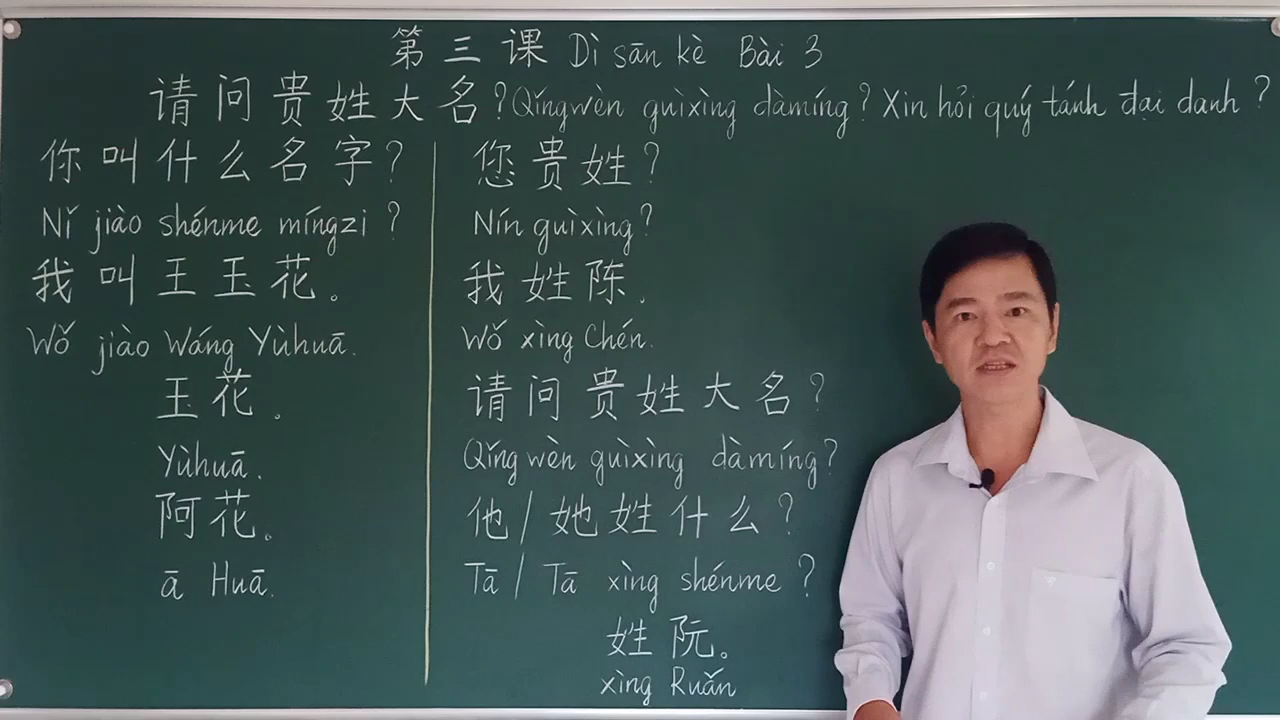 第三课 Dì sān kè Bài 3
请问贵姓大名? Qǐngwèn guìxìng dàmíng? Xin hỏi quý tánh đại danh?
你叫什么名字?
Nǐ jiào shénme míngzi?
我叫王玉花。
Wǒ jiào Wáng Yùhuā.
玉花。
Yùhuā.
阿花。
ā Huā.
您贵姓?
Nín guìxìng?
我姓陈.
Wǒ xìng Chén.
请问贵姓大名?
Qǐngwèn guìxìng dàmíng?
他/她姓什么?
Tā/Tā xìng shénme?
姓阮。
xìng Ruǎn